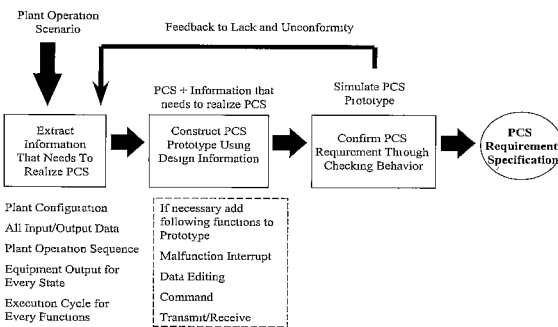 Plant Operation
Scenario
Feedback to Lack and Unconformity
PCS + Information that
needs to realize PCS
Simulate PCS
Prototype
Extract
Information
That Needs To
Realize PCS
Construct PCS
Prototype Using
Design Information
Confirm PCS
Requirement Through
Checking Behavior
PCS
Requirement
Specification
Plant Configuration
All Input/Output Data
Plant Operation Sequence
Equipment Output for
Every State
Execution Cycle for
Every Functions
If necessary add
following functions to
Prototype
Malfunction Interrupt
Data Editing
Command
Transmit/Receive